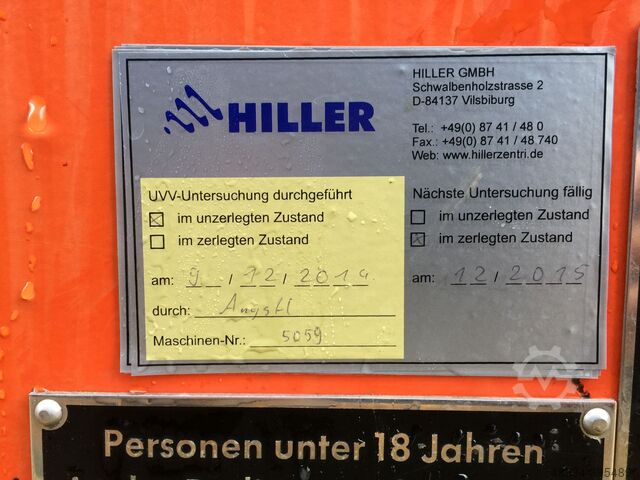 HILLER
HILLER GMBH
Schwalbenholzstrasse 2
D-84137 Vilsbiburg
Tel.: +49(0) 87 41 / 48 0
Fax.: +49(0) 87 41 / 48 740
Web: www.hillerzentri.de
UVV-Untersuchung durchgeführt
im unzerlegten Zustand
im zerlegten Zustand
am: 9 / 12 / 2014
durch: Angstl
Maschinen-Nr.: 5059
Nächste Untersuchung fällig
im unzerlegten Zustand
im zerlegten Zustand
am: 12 / 2015
Personen unter 18 Jahren